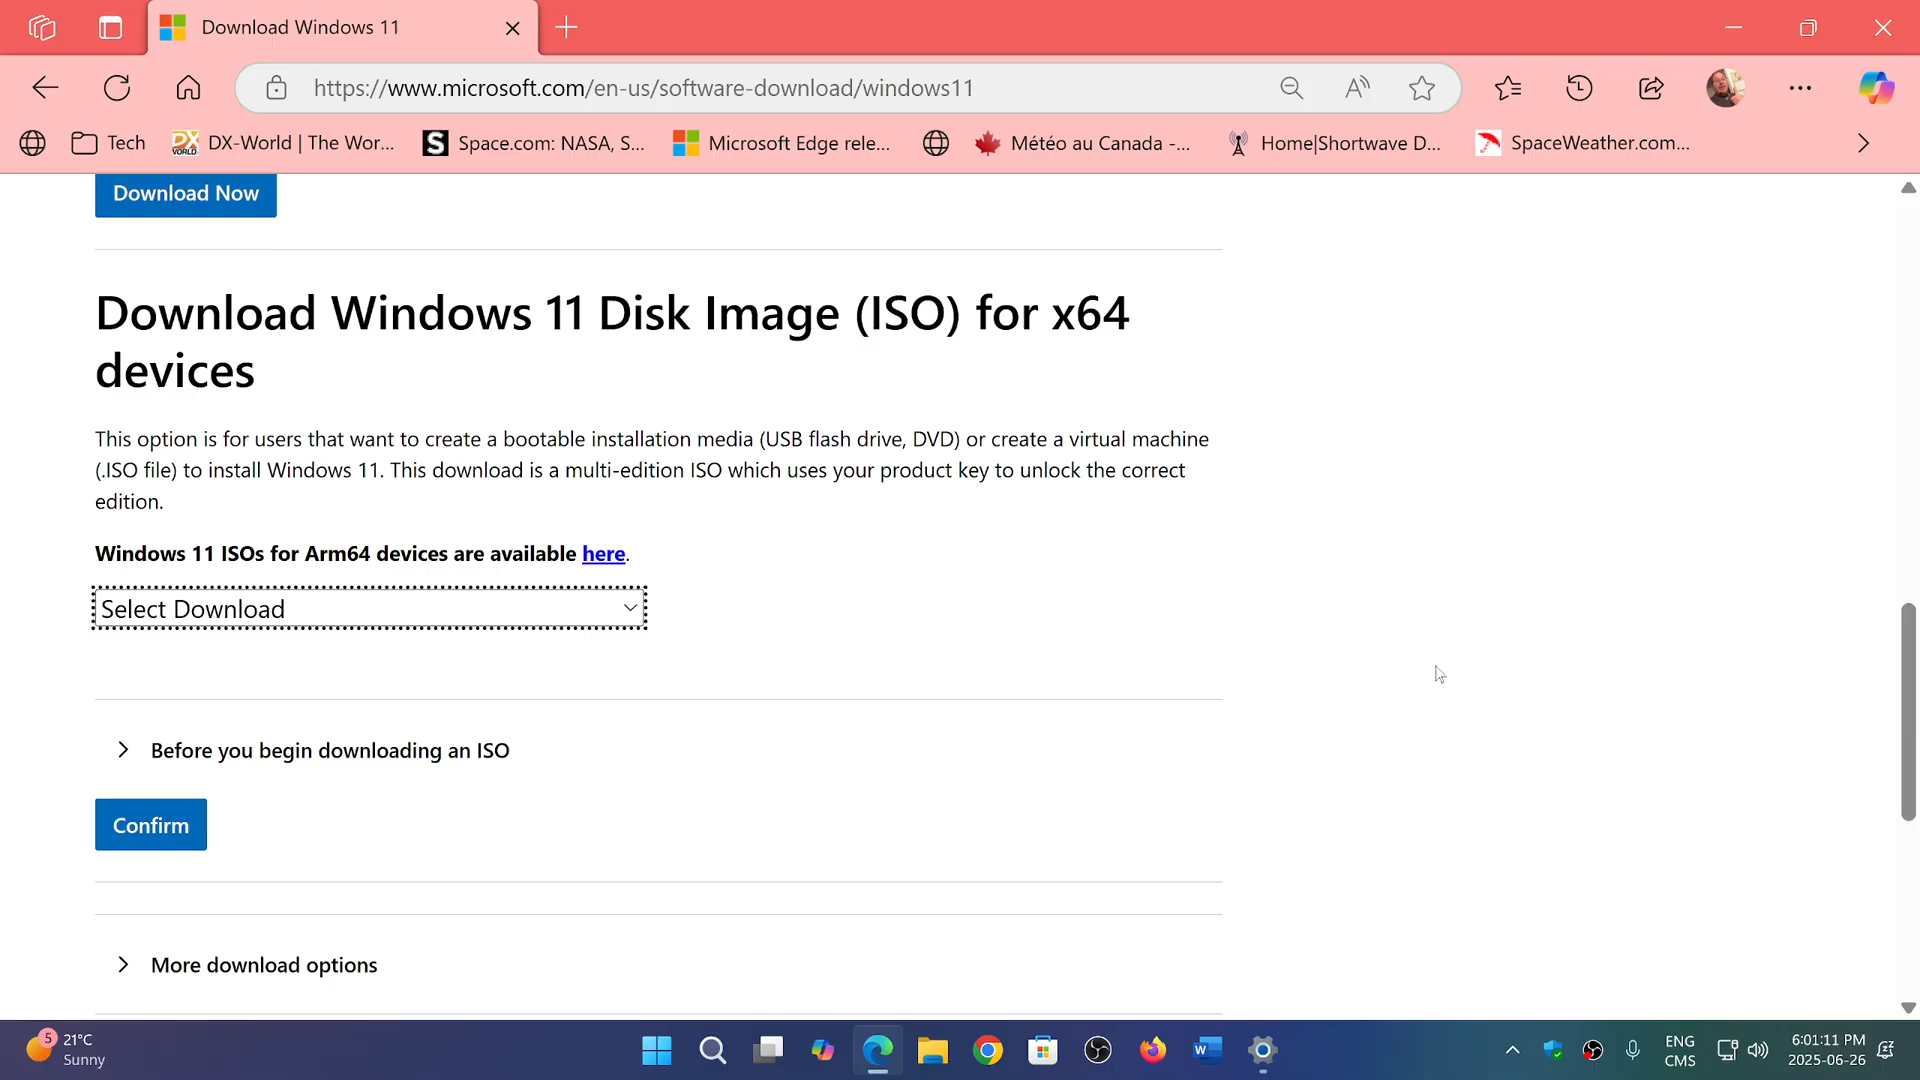 Download Windows 11
https://www.microsoft.com/en-us/software-download/windows11
Tech
DX WORLD
DX-World | The Wor...
S
Space.com: NASA, S...
Microsoft Edge rele...
Météo au Canada -...
Home|Shortwave D...
SpaceWeather.com...
Download Now
Download Windows 11 Disk Image (ISO) for x64
devices
This option is for users that want to create a bootable installation media (USB flash drive, DVD) or create a virtual machine
(.ISO file) to install Windows 11. This download is a multi-edition ISO which uses your product key to unlock the correct
edition.
Windows 11 ISOs for Arm64 devices are available here.
Select Download
Before you begin downloading an ISO
Confirm
More download options
5
21°C
Sunny
W
ENG
CMS
6:01:11 PM
2025-06-26